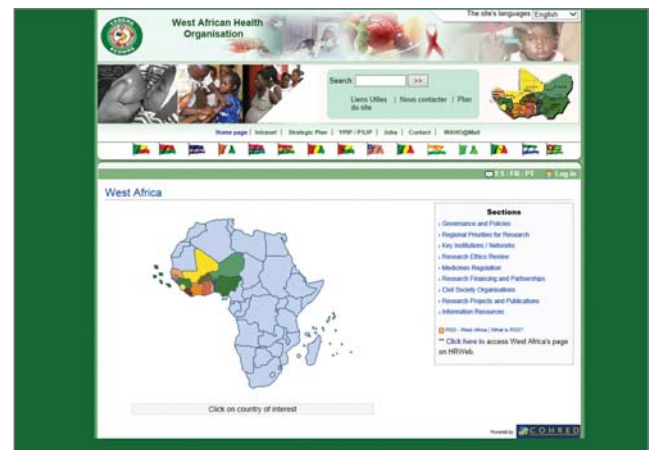 The site's languages English
West African Health
Organisation
Search >>
Liens Utiles | Nous contacter | Plan
du site
Home page | Intranet | Strategic Plan | YPIP / PSJP | Jobs | Contact | WAHO@Mail
ES | FR | PT Log in
West Africa
Sections
Governance and Policies
Regional Priorities for Research
Key Institutions / Networks
Research Ethics Review
Medicines Regulation
Research Financing and Partnerships
Civil Society Organisations
Research Projects and Publications
Information Resources
RSS - West Africa | What is RSS?
** Click here to access West Africa's page
on HRWeb.
Click on country of interest
Powered by COHRED